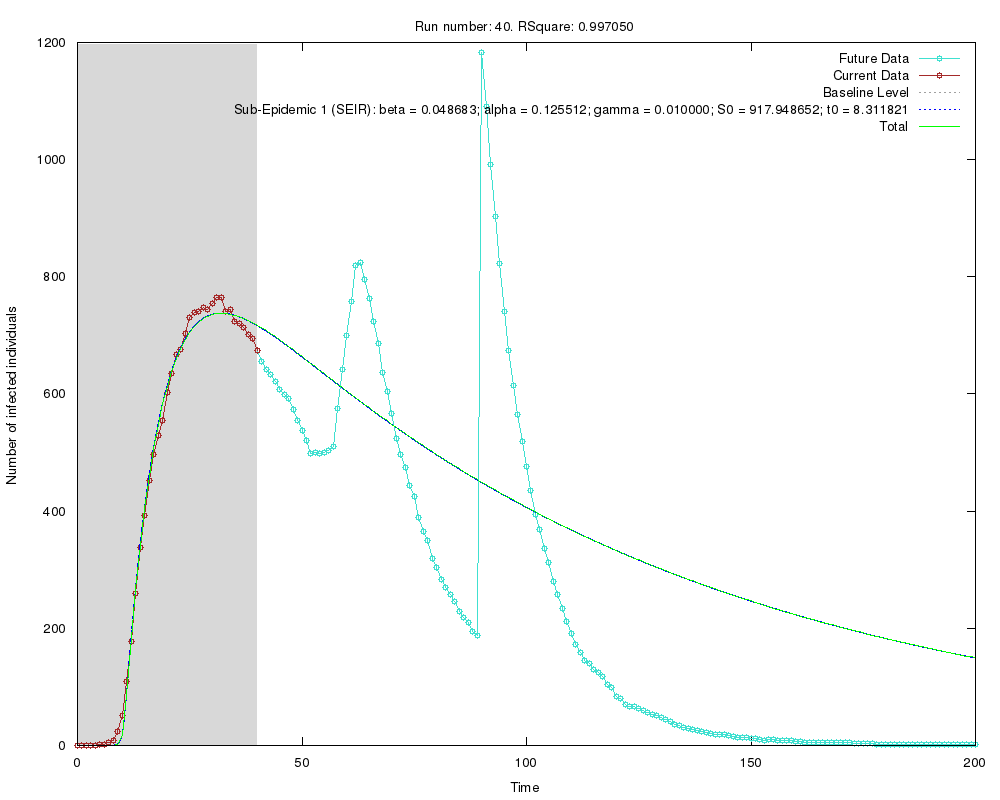 Run number: 40. RSquare: 0.997050
Future Data
Current Data
Baseline Level
Sub-Epidemic 1 (SEIR): beta = 0.048683; alpha = 0.125512; gamma = 0.010000; S0 = 917.948652; t0 = 8.311821
Total
1200
1000
800
600
400
200
0
Number of infected individuals
0 50 100 150 200
Time